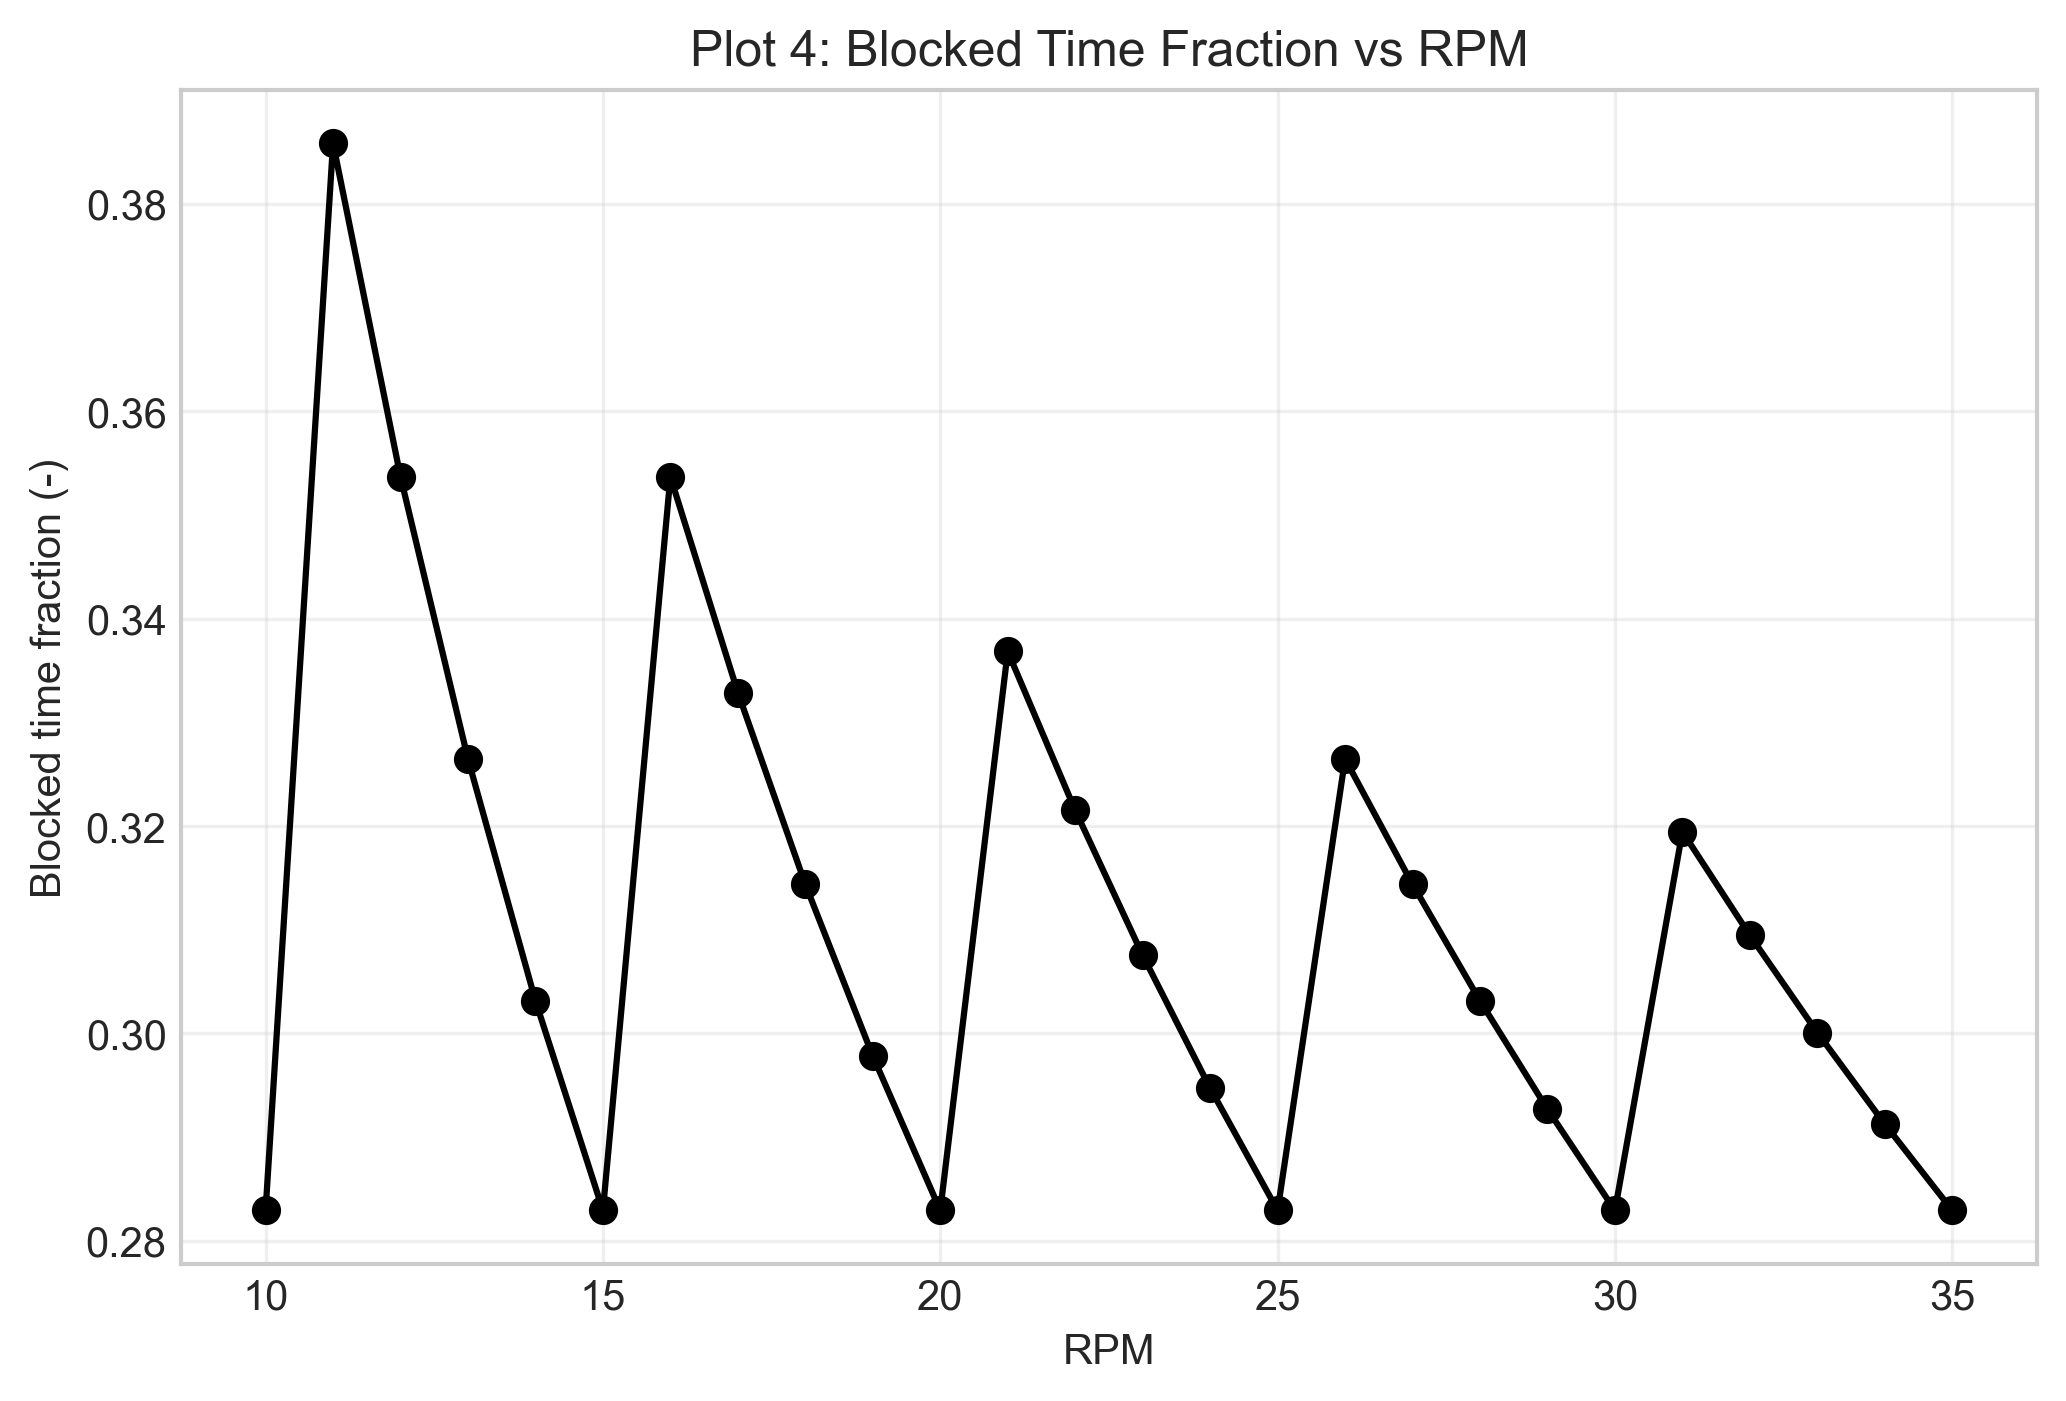 Plot 4: Blocked Time Fraction vs RPM
Blocked time fraction (-)
0.38
0.36
0.34
0.32
0.30
0.28
10 15 20 25 30 35
RPM